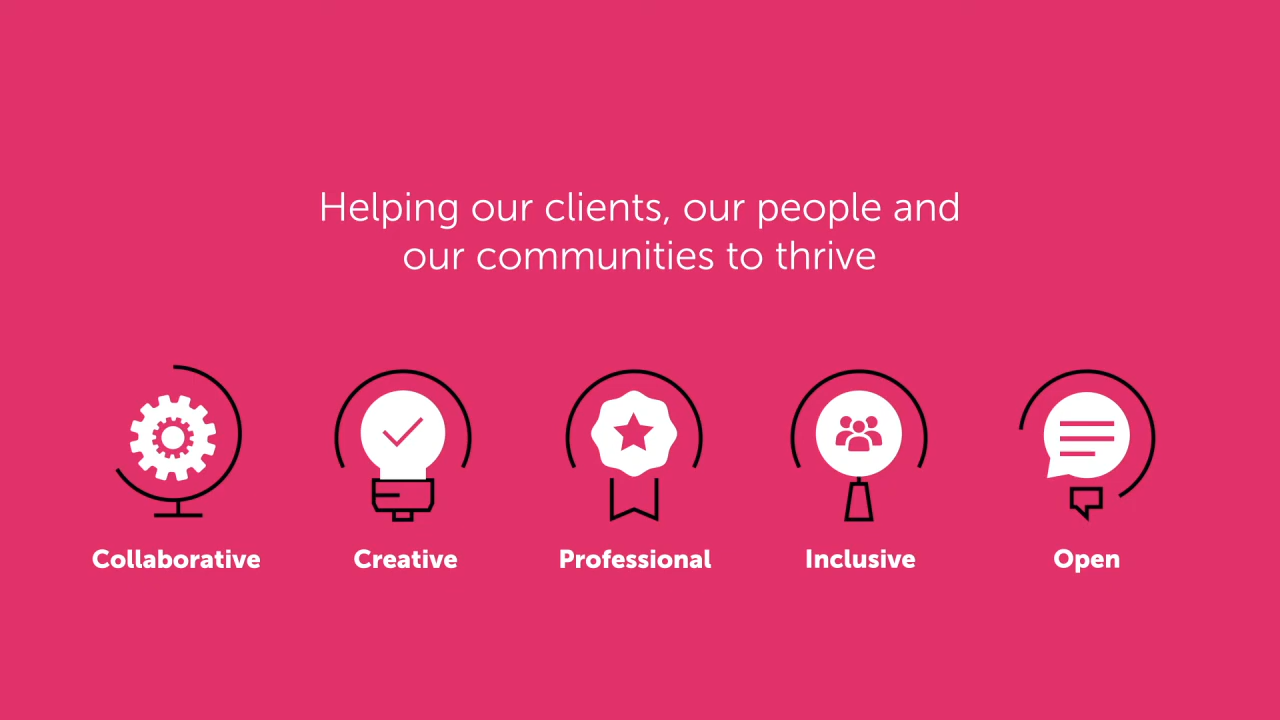 Helping our clients, our people and
our communities to thrive
Collaborative
Creative
Professional
Inclusive
Open